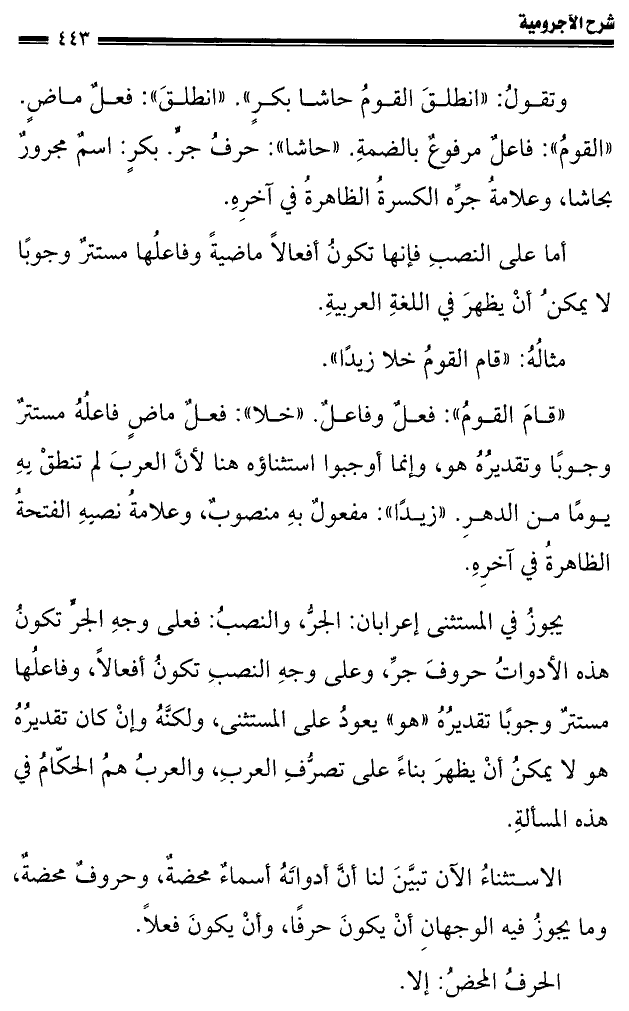 شرح الآجرومية
٤٤٣
وتقولُ: «انطلقَ القومُ حاشا بكرٍ». «انطلقَ»: فعلٌ ماضٍ.
«القومُ»: فاعلٌ مرفوعٌ بالضمةِ. «حاشا»: حرفُ جرٍّ. بكرٍ: اسمٌ مجرورٌ
بحاشا، وعلامةُ جرِّه الكسرةُ الظاهرةُ في آخرِهِ.
أما على النصبِ فإنها تكونُ أفعالاً ماضيةً وفاعلُها مستترٌ وجوبًا
لا يمكنُ أنْ يظهرَ في اللغةِ العربيةِ.
مثالُهُ: «قام القومُ خلا زيدًا».
«قامَ القومُ»: فعلٌ وفاعلٌ. «خلا»: فعلٌ ماضٍ فاعلُهُ مستترٌ
وجوبًا وتقديرُهُ هو، وإنما أوجبوا استثناؤه هنا لأنَّ العربَ لم تنطقْ بِهِ
يومًا من الدهرِ. «زيدًا»: مفعولٌ بِهِ منصوبٌ، وعلامةُ نصبِهِ الفتحةُ
الظاهرةُ في آخرِهِ.
يجوزُ في المستثنى إعرابان: الجرُّ، والنصبُ: فعلى وجهِ الجرِّ تكونُ
هذه الأدواتُ حروفَ جرٍّ، وعلى وجهِ النصبِ تكونُ أفعالاً، وفاعلُها
مستترٌ وجوبًا تقديرُهُ «هو» يعودُ على المستثنى، ولكنَّهُ وإنْ كان تقديرُهُ
هو لا يمكنُ أنْ يظهرَ بناءً على تصرُّفِ العربِ، والعربُ همُ الحكّامُ في
هذه المسألةِ.
الاستثناءُ الآن تبيَّنَ لنا أنَّ أدواتَهُ أسماءٌ محضةٌ، وحروفٌ محضةٌ،
وما يجوزُ فيه الوجهانِ أنْ يكونَ حرفًا، وأنْ يكونَ فعلاً.
الحرفُ المحضُ: إلا.